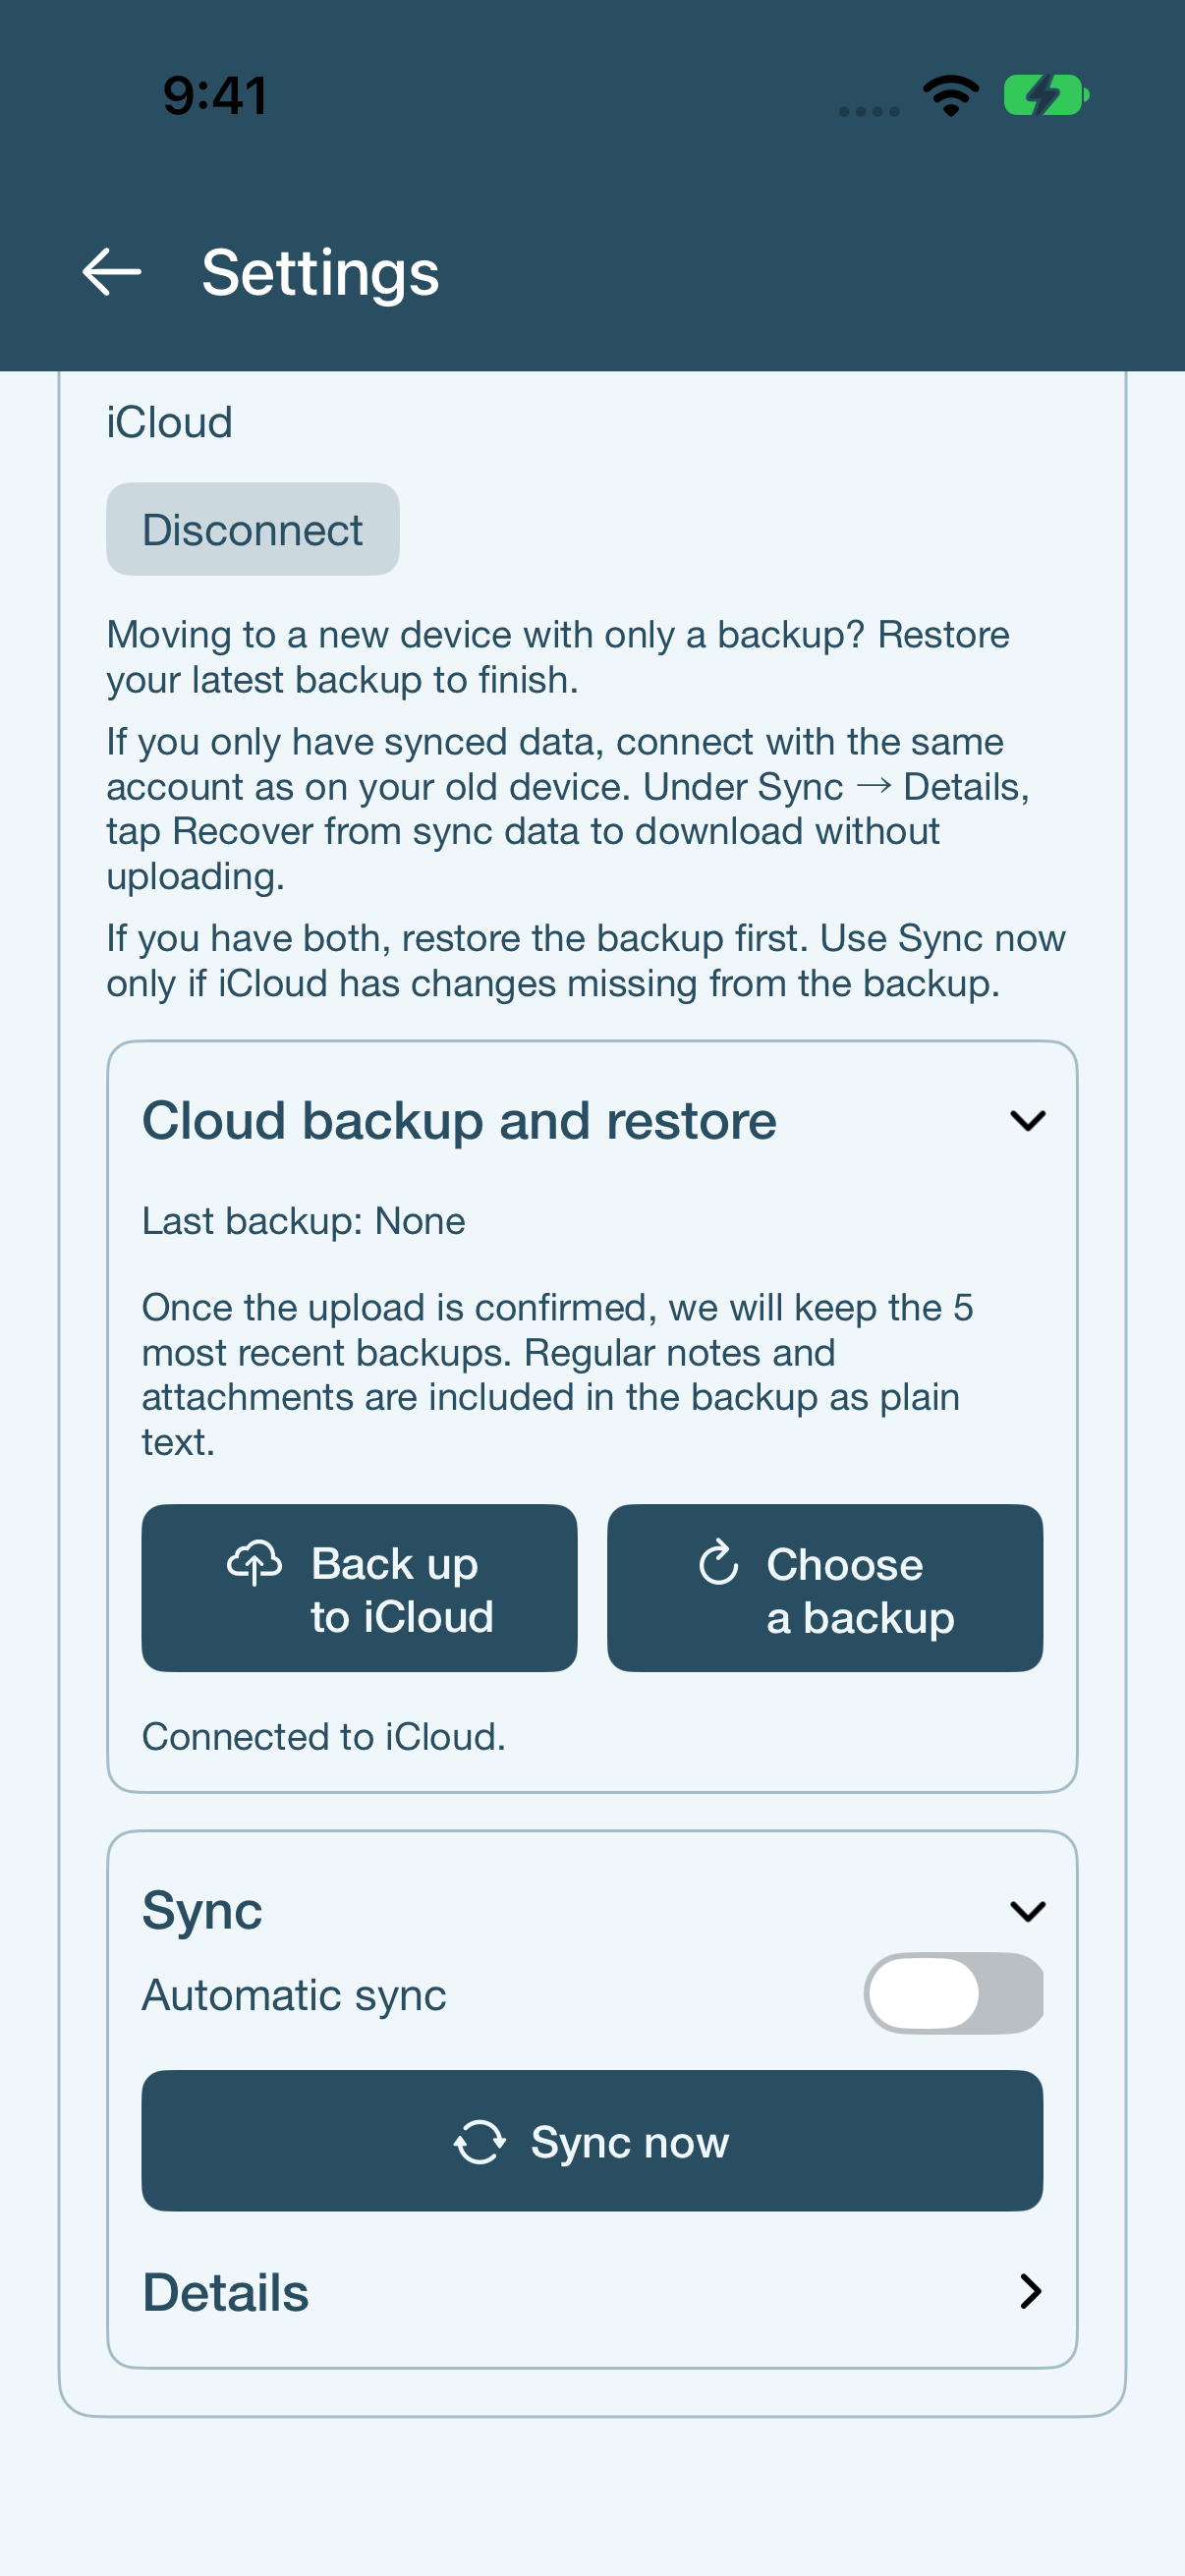 9:41
Settings
iCloud
Disconnect
Moving to a new device with only a backup? Restore
your latest backup to finish.
If you only have synced data, connect with the same
account as on your old device. Under Sync → Details,
tap Recover from sync data to download without
uploading.
If you have both, restore the backup first. Use Sync now
only if iCloud has changes missing from the backup.
Cloud backup and restore
Last backup: None
Once the upload is confirmed, we will keep the 5
most recent backups. Regular notes and
attachments are included in the backup as plain
text.
Back up
to iCloud
Choose
a backup
Connected to iCloud.
Sync
Automatic sync
Sync now
Details